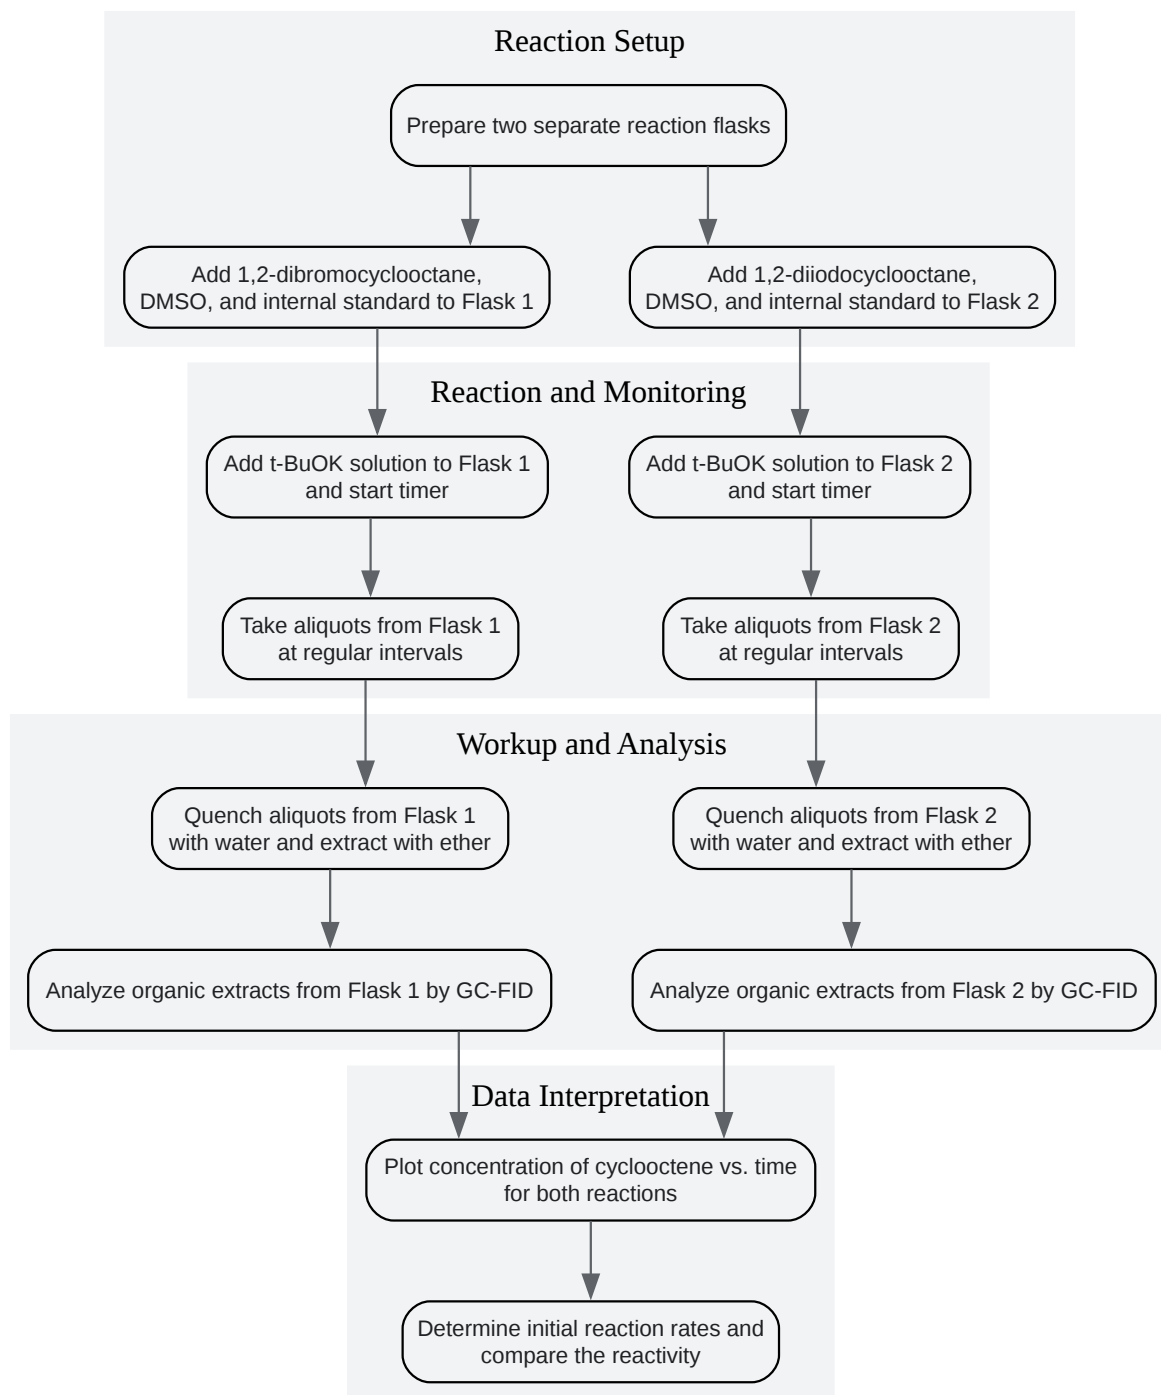 Reaction Setup
Prepare two separate reaction flasks
Add 1,2-dibromocyclooctane,
DMSO, and internal standard to Flask 1
Add 1,2-diiodocyclooctane,
DMSO, and internal standard to Flask 2
Reaction and Monitoring
Add t-BuOK solution to Flask 1
and start timer
Add t-BuOK solution to Flask 2
and start timer
Take aliquots from Flask 1
at regular intervals
Take aliquots from Flask 2
at regular intervals
Workup and Analysis
Quench aliquots from Flask 1
with water and extract with ether
Quench aliquots from Flask 2
with water and extract with ether
Analyze organic extracts from Flask 1 by GC-FID
Analyze organic extracts from Flask 2 by GC-FID
Data Interpretation
Plot concentration of cyclooctene vs. time
for both reactions
Determine initial reaction rates and
compare the reactivity